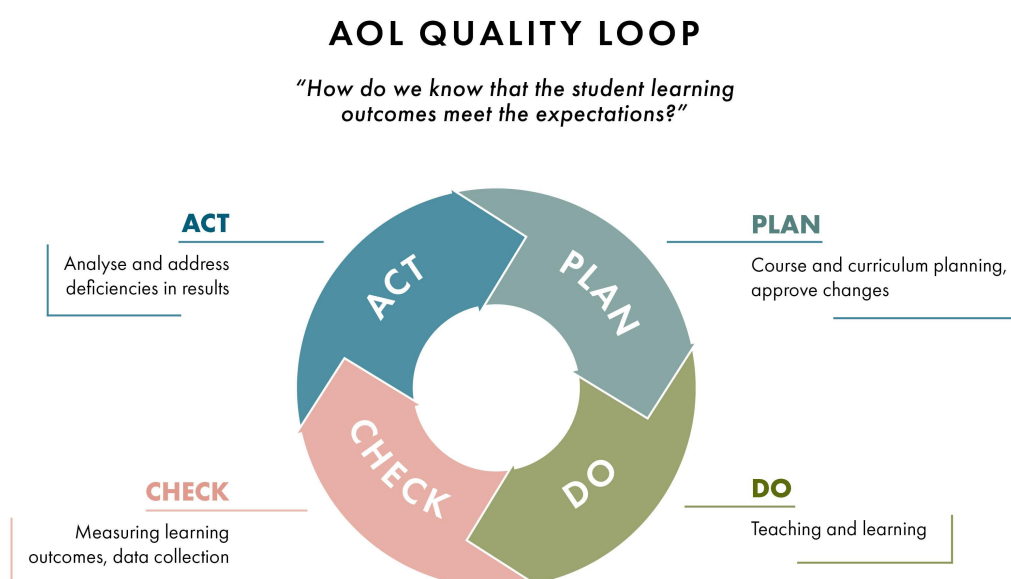 AOL QUALITY LOOP
“How do we know that the student learning
outcomes meet the expectations?”
ACT
Analyse and address
deficiencies in results
PLAN
Course and curriculum planning,
approve changes
ACT
PLAN
CHECK
DO
CHECK
Measuring learning
outcomes, data collection
DO
Teaching and learning